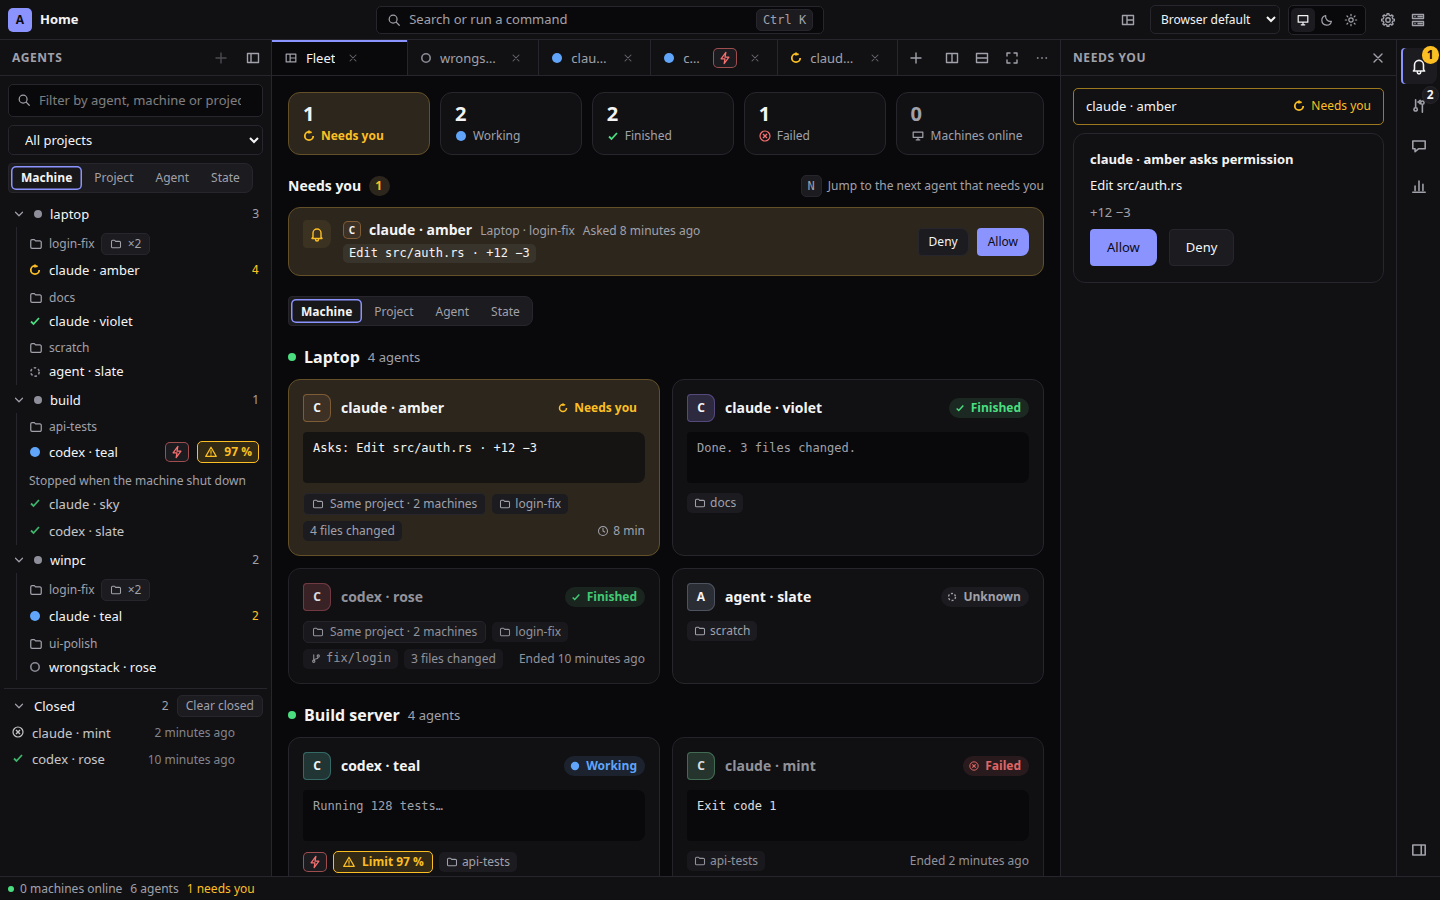 A Home
Search or run a command Ctrl K
Browser default
AGENTS
Filter by agent, machine or projec
All projects
Machine Project Agent State
laptop 3
login-fix ×2
claude · amber 4
docs
claude · violet
scratch
agent · slate
build 1
api-tests
codex · teal 97 %
Stopped when the machine shut down
claude · sky
codex · slate
winpc 2
login-fix ×2
claude · teal 2
ui-polish
wrongstack · rose
Closed 2 Clear closed
claude · mint 2 minutes ago
codex · rose 10 minutes ago
Fleet wrongs... clau... c... claud...
1 Needs you
2 Working
2 Finished
1 Failed
0 Machines online
Needs you 1 N Jump to the next agent that needs you
C claude · amber Laptop · login-fix Asked 8 minutes ago
Edit src/auth.rs · +12 −3
Deny Allow
Machine Project Agent State
Laptop 4 agents
C claude · amber Needs you
Asks: Edit src/auth.rs · +12 −3
Same project · 2 machines login-fix
4 files changed 8 min
C claude · violet Finished
Done. 3 files changed.
docs
C codex · rose Finished
Same project · 2 machines login-fix
fix/login 3 files changed Ended 10 minutes ago
A agent · slate Unknown
scratch
Build server 4 agents
C codex · teal Working
Running 128 tests…
Limit 97 % api-tests
C claude · mint Failed
Exit code 1
api-tests Ended 2 minutes ago
NEEDS YOU
claude · amber Needs you
claude · amber asks permission
Edit src/auth.rs
+12 −3
Allow Deny
1
2
0 machines online 6 agents 1 needs you